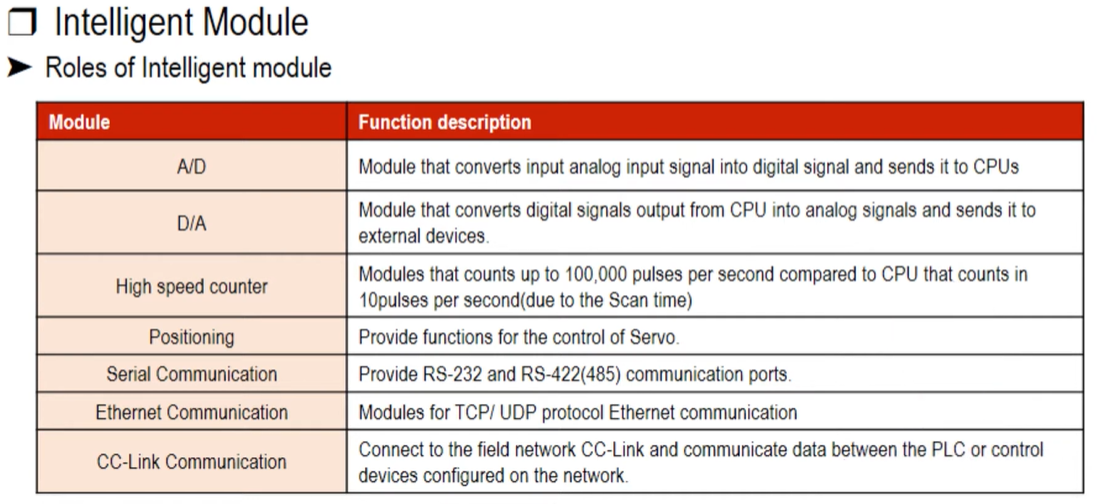 Intelligent Module
Roles of Intelligent module
Module
Function description
A/D
Module that converts input analog input signal into digital signal and sends it to CPUs
D/A
Module that converts digital signals output from CPU into analog signals and sends it to
external devices.
High speed counter
Modules that counts up to 100,000 pulses per second compared to CPU that counts in
10pulses per second(due to the Scan time)
Positioning
Provide functions for the control of Servo.
Serial Communication
Provide RS-232 and RS-422(485) communication ports.
Ethernet Communication
Modules for TCP/ UDP protocol Ethernet communication
CC-Link Communication
Connect to the field network CC-Link and communicate data between the PLC or control
devices configured on the network.